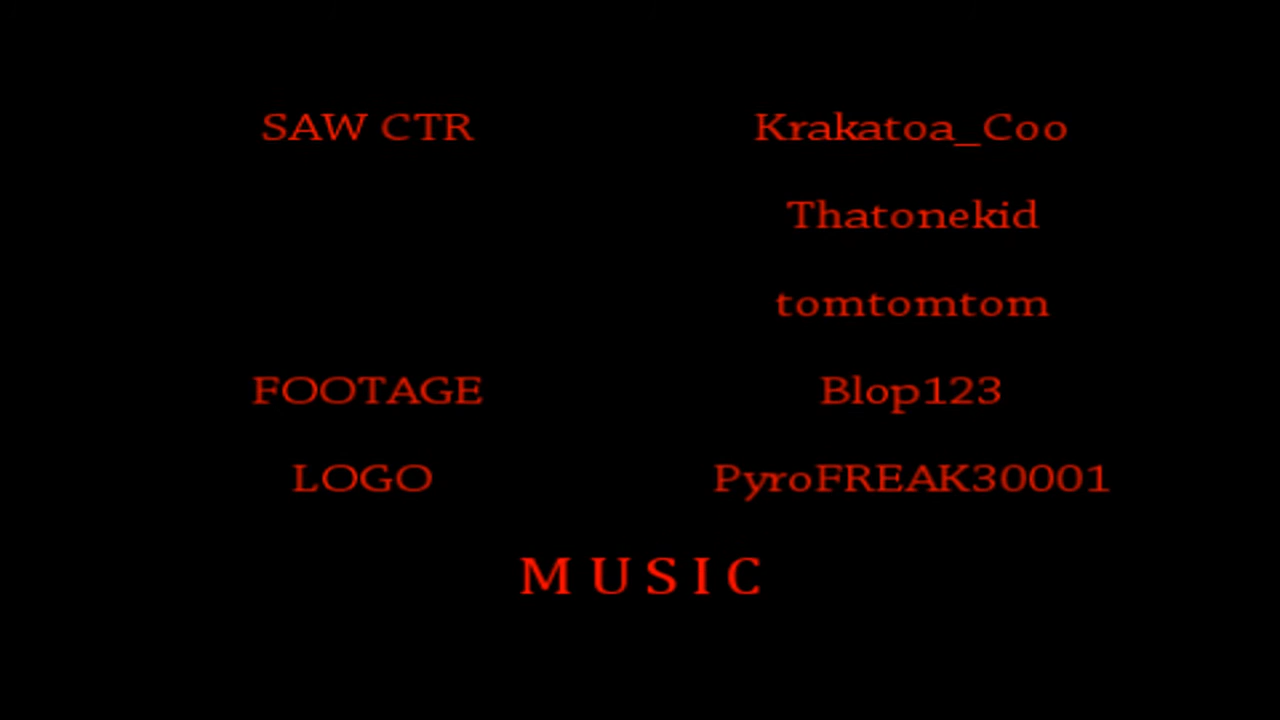 SAW CTR Krakatoa_Coo
Thatonekid
tomtomtom
FOOTAGE Blop123
LOGO PyroFREAK30001
MUSIC